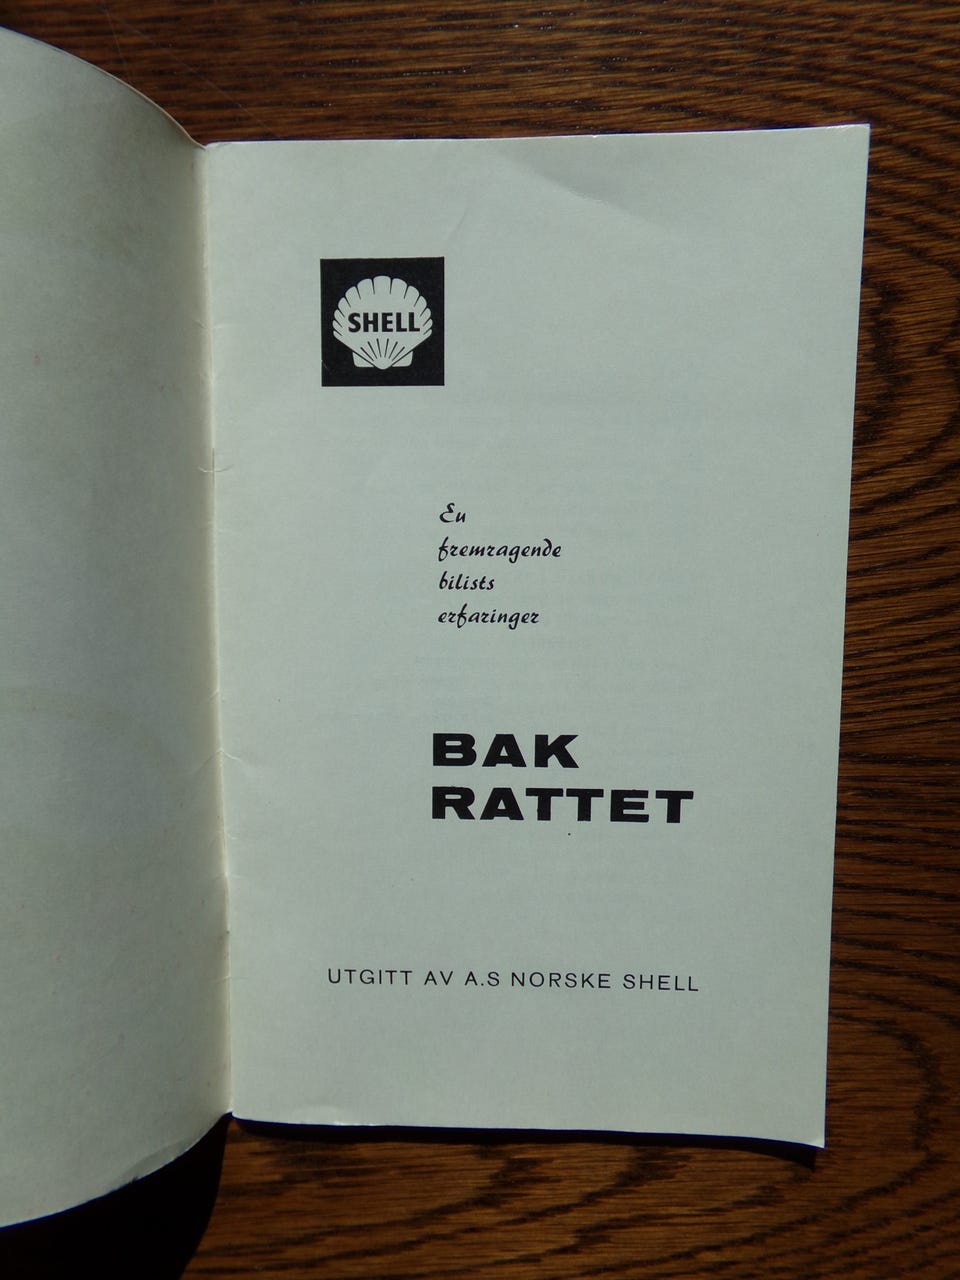 SHELL
En
fremragende
bilists
erfaringer
BAK
RATTET
UTGITT AV A.S NORSKE SHELL